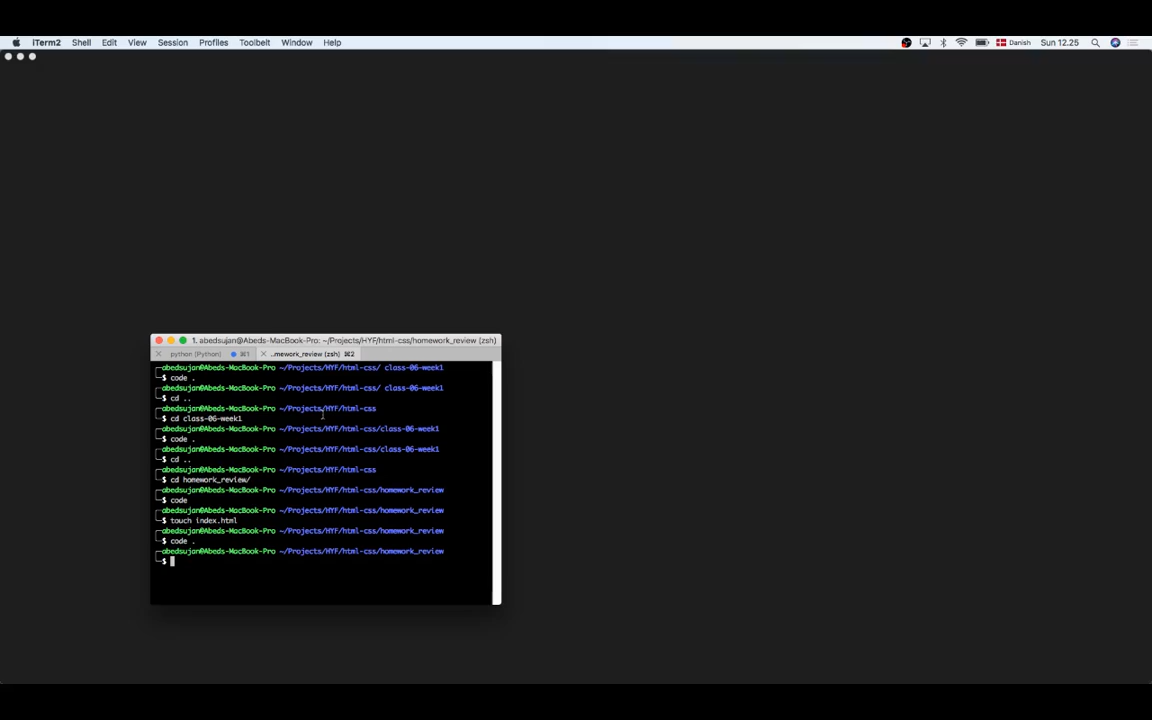 iTerm2 Shell Edit View Session Profiles Toolbelt Window Help Danish Sun 12.25
1. abedsujan@Abeds-MacBook-Pro: ~/Projects/HYF/html-css/homework_review (zsh)
python (Python) ⌘1 ..mework_review (zsh) ⌘2
abedsujan@Abeds-MacBook-Pro ~/Projects/HYF/html-css/ class-06-week1
$ code .
abedsujan@Abeds-MacBook-Pro ~/Projects/HYF/html-css/ class-06-week1
$ cd ..
abedsujan@Abeds-MacBook-Pro ~/Projects/HYF/html-css
$ cd class-06-week1
abedsujan@Abeds-MacBook-Pro ~/Projects/HYF/html-css/class-06-week1
$ code .
abedsujan@Abeds-MacBook-Pro ~/Projects/HYF/html-css/class-06-week1
$ cd ..
abedsujan@Abeds-MacBook-Pro ~/Projects/HYF/html-css
$ cd homework_review/
abedsujan@Abeds-MacBook-Pro ~/Projects/HYF/html-css/homework_review
$ code
abedsujan@Abeds-MacBook-Pro ~/Projects/HYF/html-css/homework_review
$ touch index.html
abedsujan@Abeds-MacBook-Pro ~/Projects/HYF/html-css/homework_review
$ code .
abedsujan@Abeds-MacBook-Pro ~/Projects/HYF/html-css/homework_review
$